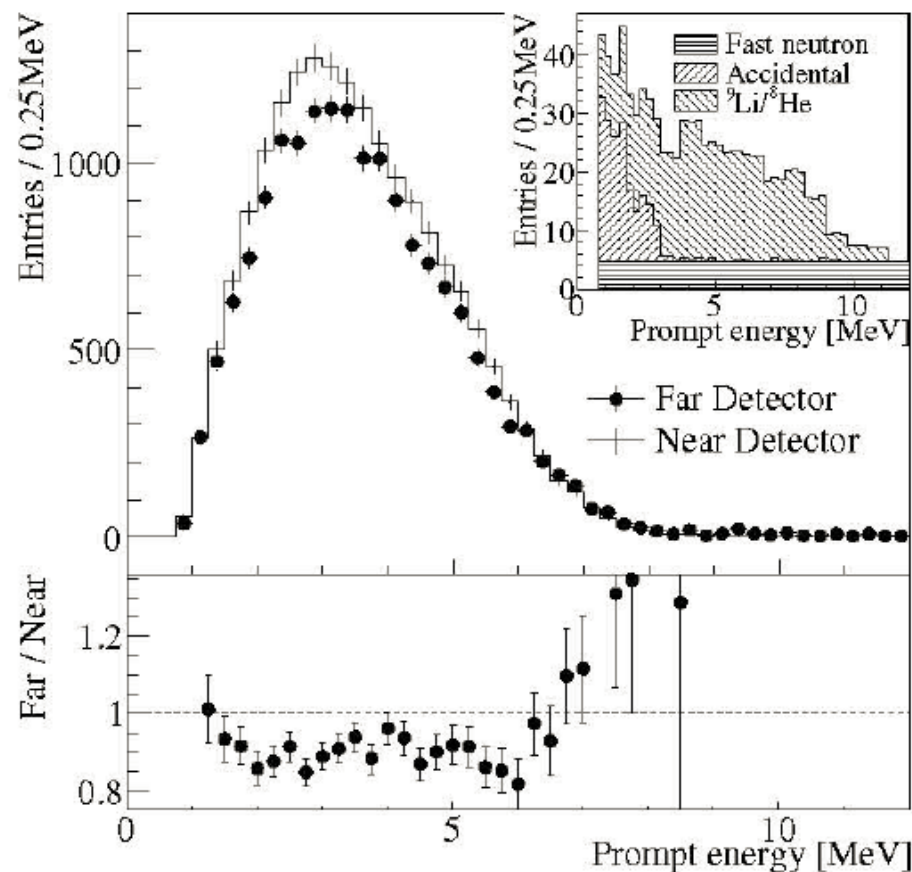 Entries / 0.25MeV
1000
500
0
Entries / 0.25MeV
40
30
20
10
0
Fast neutron
Accidental
⁹Li/⁸He
0
5
10
Prompt energy [MeV]
Far Detector
Near Detector
Far / Near
1.2
1
0.8
0
5
10
Prompt energy [MeV]